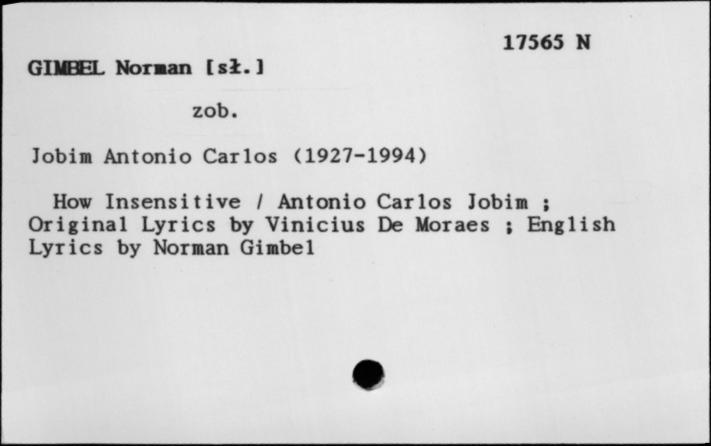 17565 N
GIMBEL Norman [sł.]
zob.
Jobim Antonio Carlos (1927-1994)
How Insensitive / Antonio Carlos Jobim ;
Original Lyrics by Vinicius De Moraes ; English
Lyrics by Norman Gimbel